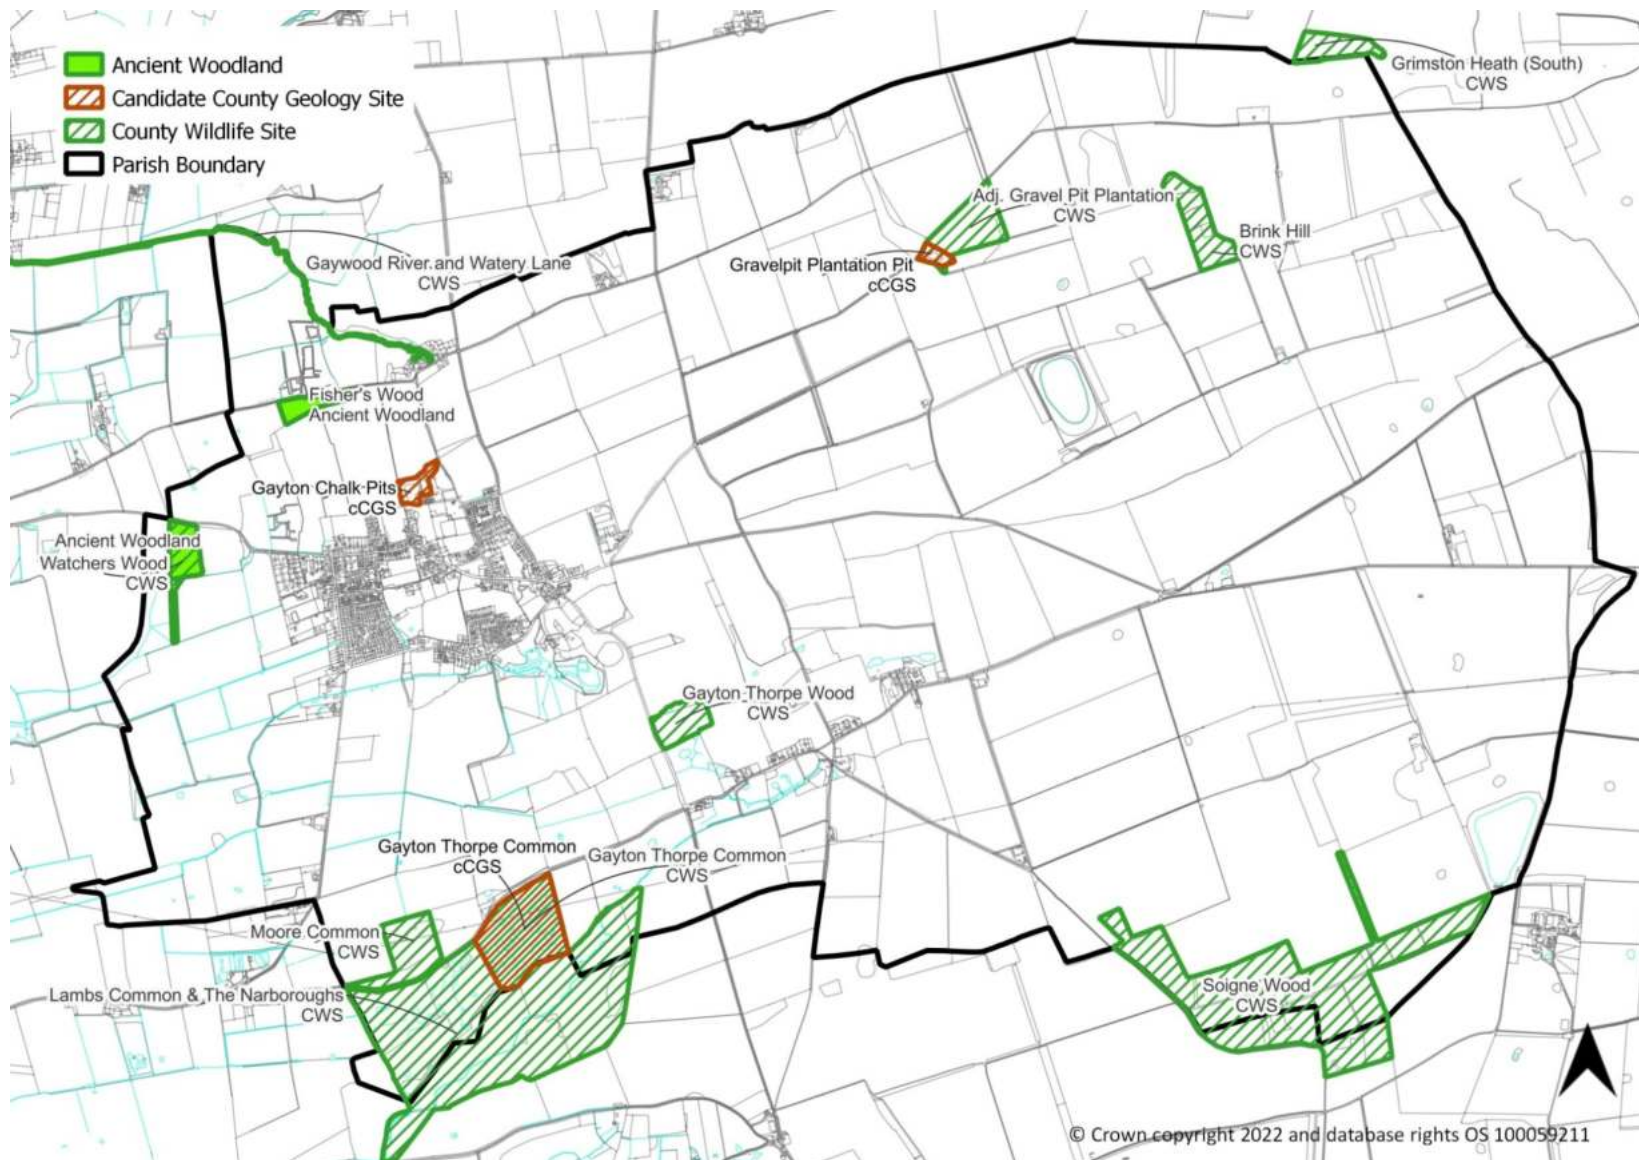 Ancient Woodland
Candidate County Geology Site
County Wildlife Site
Parish Boundary
Grimston Heath (South)
CWS
Adj. Gravel Pit Plantation
CWS
Brink Hill
CWS
Gaywood River and Watery Lane
CWS
Gravelpit Plantation Pit
cCGS
Fisher's Wood
Ancient Woodland
Gayton Chalk Pits
cCGS
Ancient Woodland
Watchers Wood
CWS
Gayton Thorpe Wood
CWS
Gayton Thorpe Common
cCGS
Gayton Thorpe Common
CWS
Moore Common
CWS
Lambs Common & The Narboroughs
CWS
Soigne Wood
CWS
© Crown copyright 2022 and database rights OS 100059211